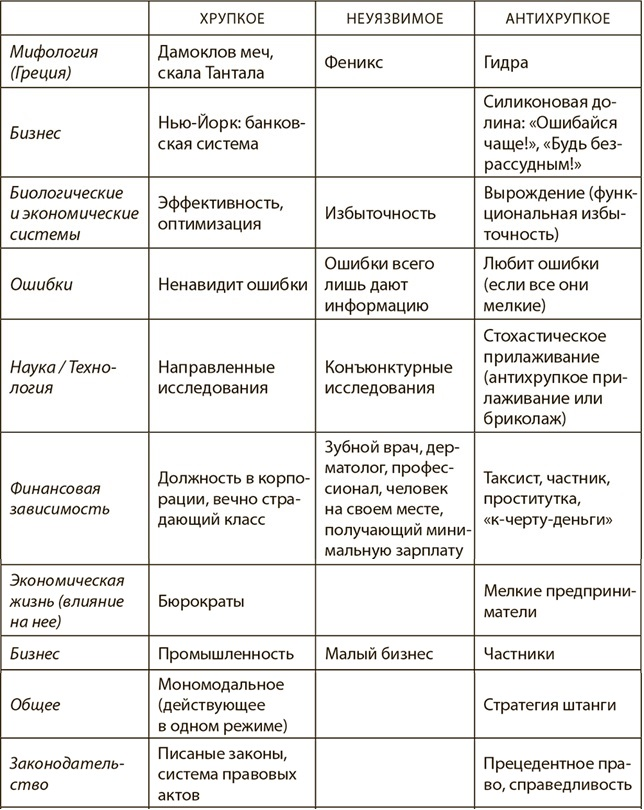 ХРУПКОЕ
НЕУЯЗВИМОЕ
АНТИХРУПКОЕ
Мифология
(Греция)
Дамоклов меч,
скала Тантала
Феникс
Гидра
Бизнес
Нью-Йорк: банков-
ская система
Силиконовая до-
лина: «Ошибайся
чаще!», «Будь без-
рассудным!»
Биологические
и экономические
системы
Эффективность,
оптимизация
Избыточность
Вырождение (функ-
циональная избы-
точность)
Ошибки
Ненавидит ошибки
Ошибки всего
лишь дают
информацию
Любит ошибки
(если все они
мелкие)
Наука / Техно-
логия
Направленные
исследования
Конъюнктурные
исследования
Стохастическое
прилаживание
(антихрупкое при-
лаживание или
бриколаж)
Финансовая
зависимость
Должность в корпо-
рации, вечно стра-
дающий класс
Зубной врач, дер-
матолог, профес-
сионал, человек
на своем месте,
получающий мини-
мальную зарплату
Таксист, частник,
проститутка,
«к-черту-деньги»
Экономическая
жизнь (влияние
на нее)
Бюрократы
Мелкие предприни-
матели
Бизнес
Промышленность
Малый бизнес
Частники
Общее
Мономодальное
(действующее
в одном режиме)
Стратегия штанги
Законодатель-
ство
Писаные законы,
система правовых
актов
Прецедентное пра-
во, справедливость